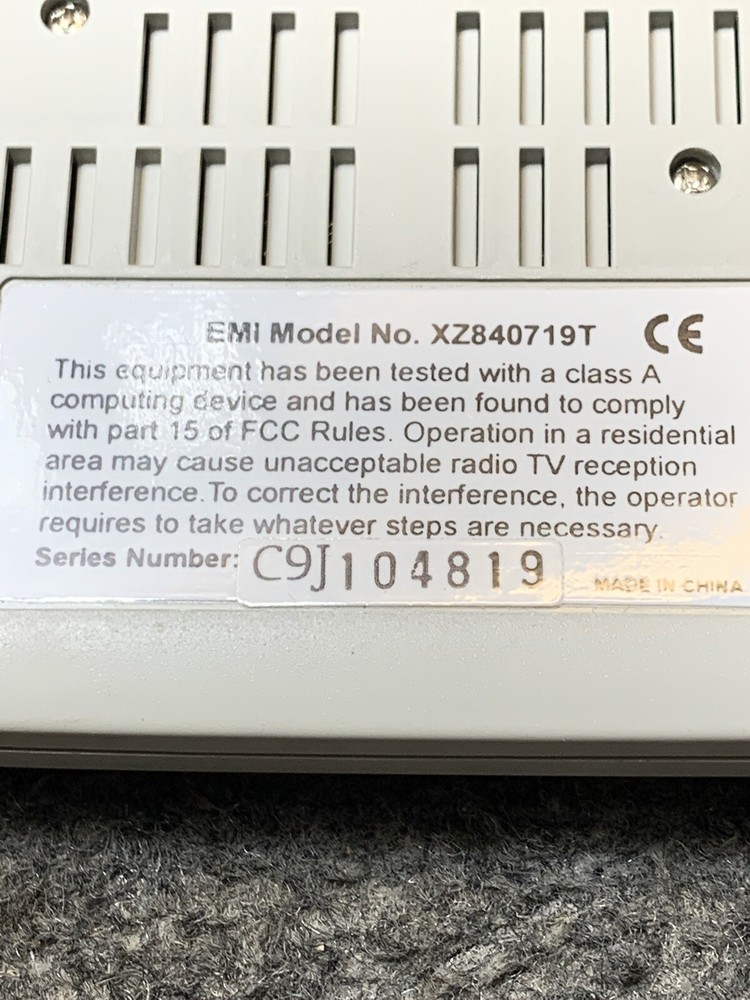 EMI Model No. XZ840719T CE
This equipment has been tested with a class A
computing device and has been found to comply
with part 15 of FCC Rules. Operation in a residential
area may cause unacceptable radio TV reception
interference. To correct the interference, the operator
requires to take whatever steps are necessary.
Series Number: C9J104819 MADE IN CHINA